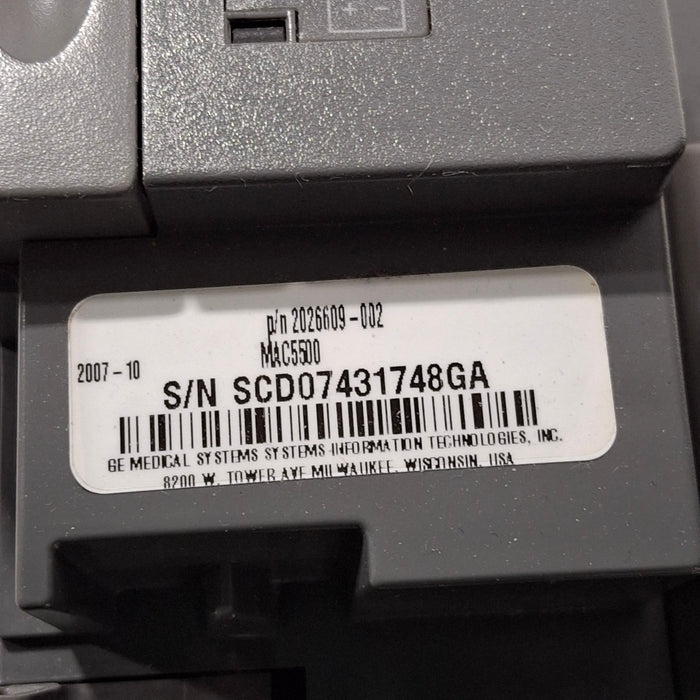 p/n 2026609-002
MAC5500
2007-10
S/N SCD07431748GA
GE MEDICAL SYSTEMS SYSTEMS INFORMATION TECHNOLOGIES, INC.
8200 W. TOWER AVE MILWAUKEE, WISCONSIN, USA